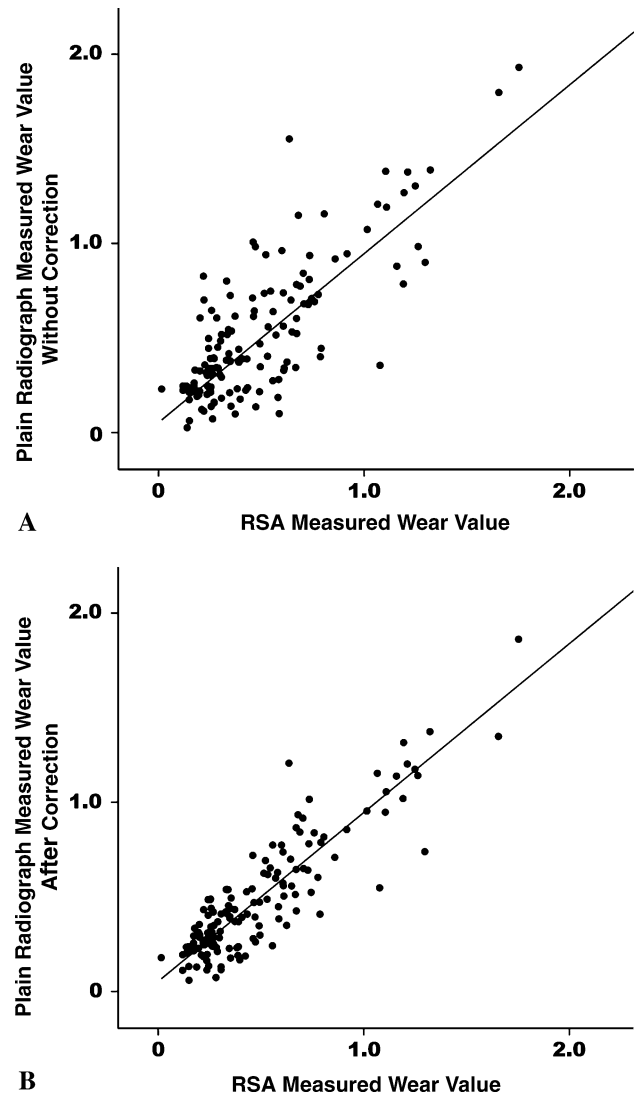 Plain Radiograph Measured Wear Value
Without Correction
2.0
1.0
0
0
1.0
2.0
RSA Measured Wear Value
A
Plain Radiograph Measured Wear Value
After Correction
2.0
1.0
0
0
1.0
2.0
RSA Measured Wear Value
B